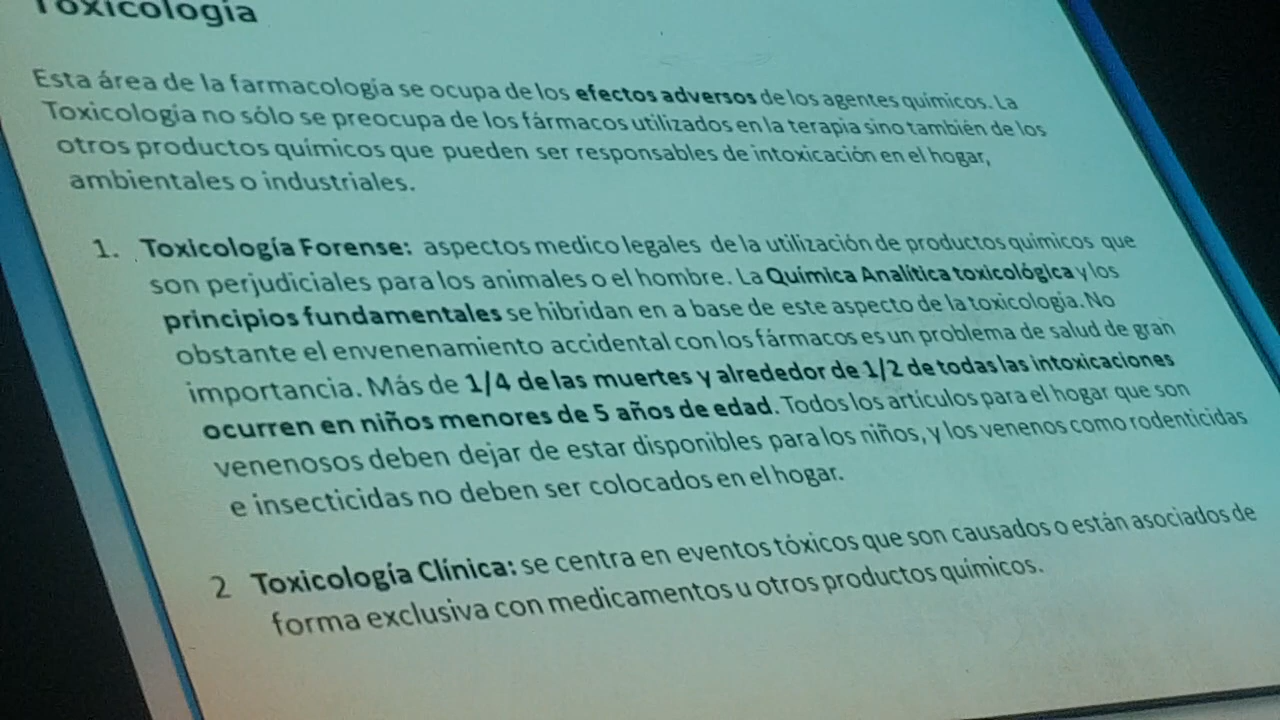 Toxicología
Esta área de la farmacología se ocupa de los efectos adversos de los agentes químicos. La
Toxicología no sólo se preocupa de los fármacos utilizados en la terapia sino también de los
otros productos químicos que pueden ser responsables de intoxicación en el hogar,
ambientales o industriales.
1. Toxicología Forense: aspectos medico legales de la utilización de productos quimicos que
son perjudiciales para los animales o el hombre. La Química Analítica toxicológica y los
principios fundamentales se hibridan en a base de este aspecto de la toxicología. No
obstante el envenenamiento accidental con los fármacos es un problema de salud de gran
importancia. Más de 1/4 de las muertes y alrededor de 1/2 de todas las intoxicaciones
ocurren en niños menores de 5 años de edad. Todos los artículos para el hogar que son
venenosos deben dejar de estar disponibles para los niños, y los venenos como rodenticidas
e insecticidas no deben ser colocados en el hogar.
2 Toxicología Clínica: se centra en eventos tóxicos que son causados o están asociados de
forma exclusiva con medicamentos u otros productos químicos.